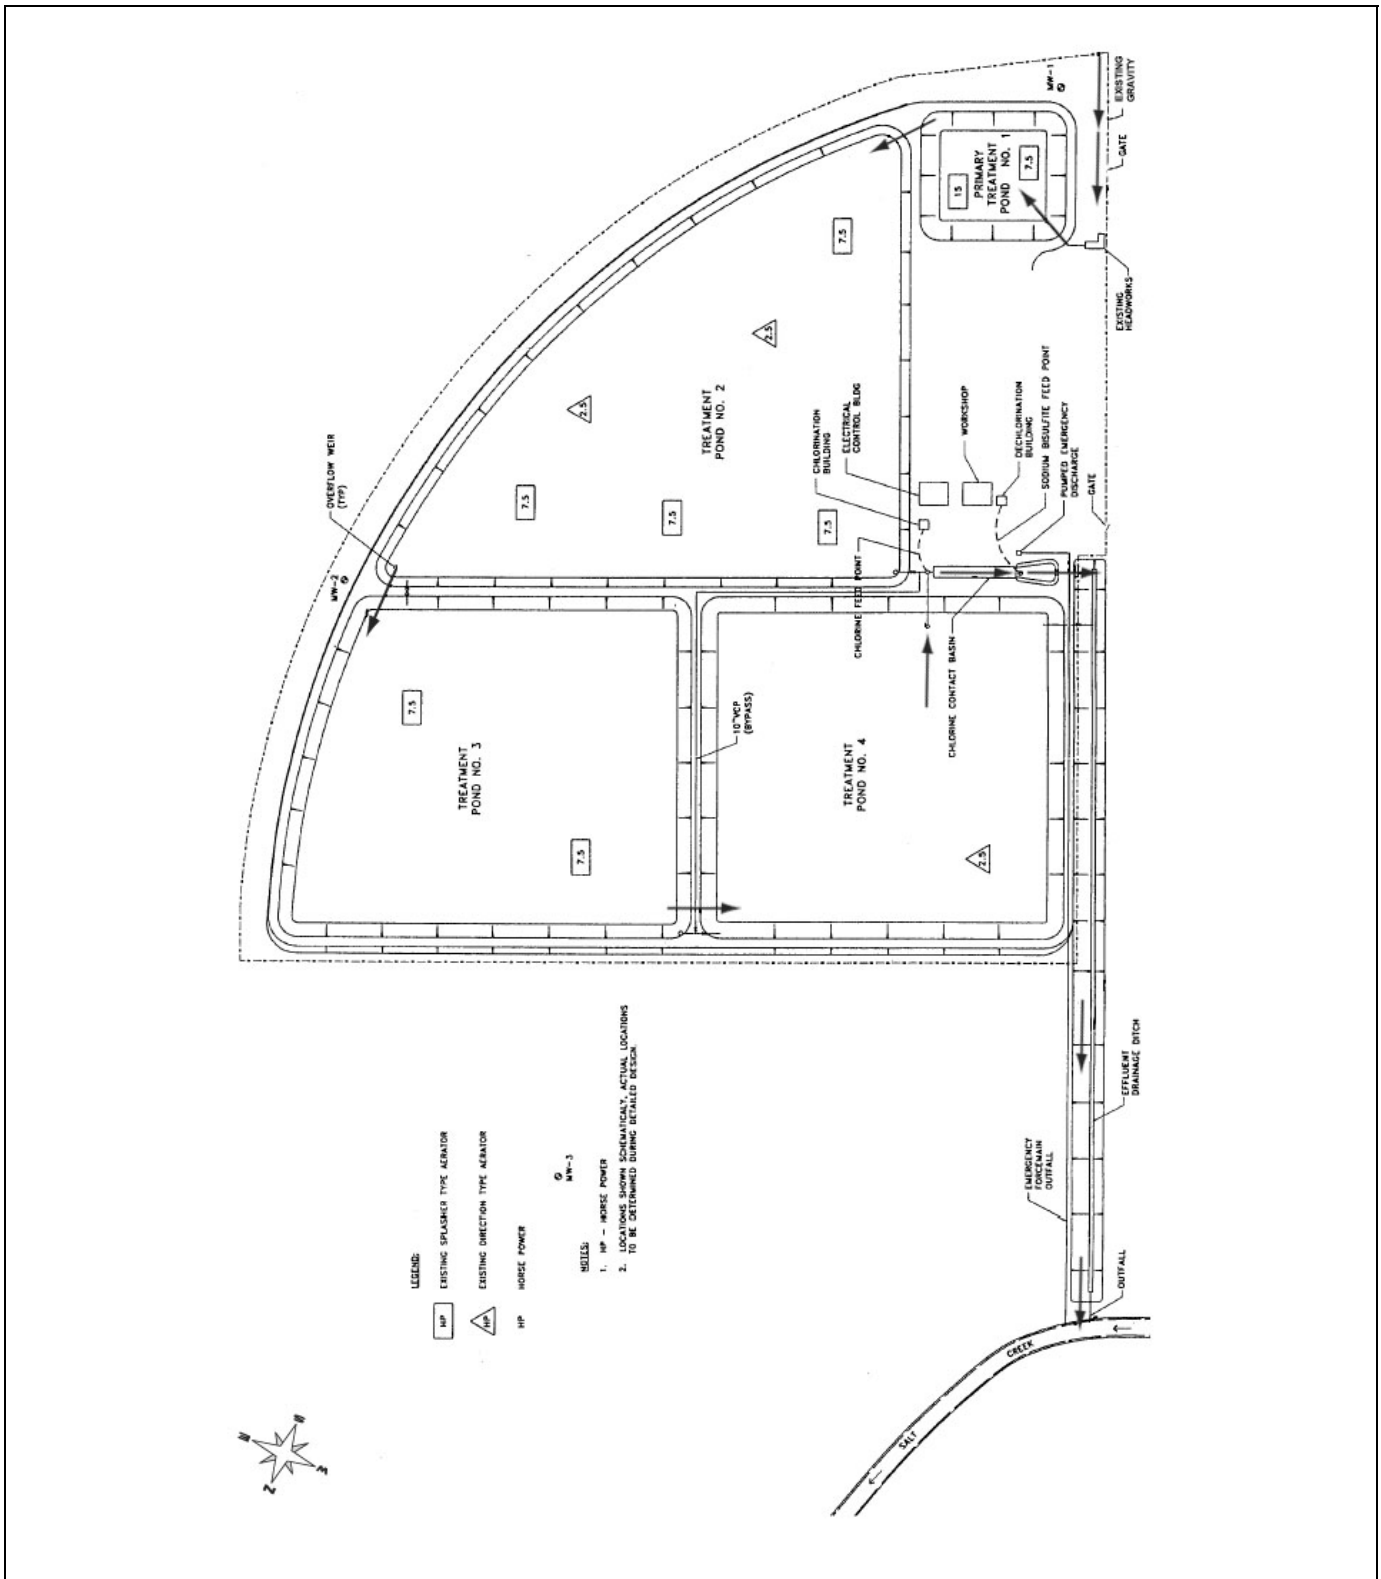 W
S
N
E
LEGEND:
HP EXISTING SPLASHER TYPE AERATOR
HP EXISTING DIRECTION TYPE AERATOR
HP HORSE POWER
MW-3
NOTES:
1. HP - HORSE POWER
2. LOCATIONS SHOWN SCHEMATICALY, ACTUAL LOCATIONS
TO BE DETERMINED DURING DETAILED DESIGN.
OVERFLOW WEIR
(TYP)
MW-2
7.5
TREATMENT
POND NO. 3
7.5
10"VCP
(BYPASS)
7.5
2.5
7.5
TREATMENT
POND NO. 2
2.5
7.5
7.5
TREATMENT
POND NO. 4
2.5
CHLORINE FEED POINT
CHLORINATION
BUILDING
ELECTRICAL
CONTROL BLDG
CHLORINE CONTACT BASIN
WORKSHOP
DECHLORINATION
BUILDING
SODIUM BISULFITE FEED POINT
PUMPED EMERGENCY
DISCHARGE
GATE
15
PRIMARY
TREATMENT
POND NO. 1
7.5
MW-1
EXISTING
GRAVITY
GATE
EXISTING
HEADWORKS
SALT
CREEK
EMERGENCY
FORCEMAIN
OUTFALL
OUTFALL
EFFLUENT
DRAINAGE DITCH